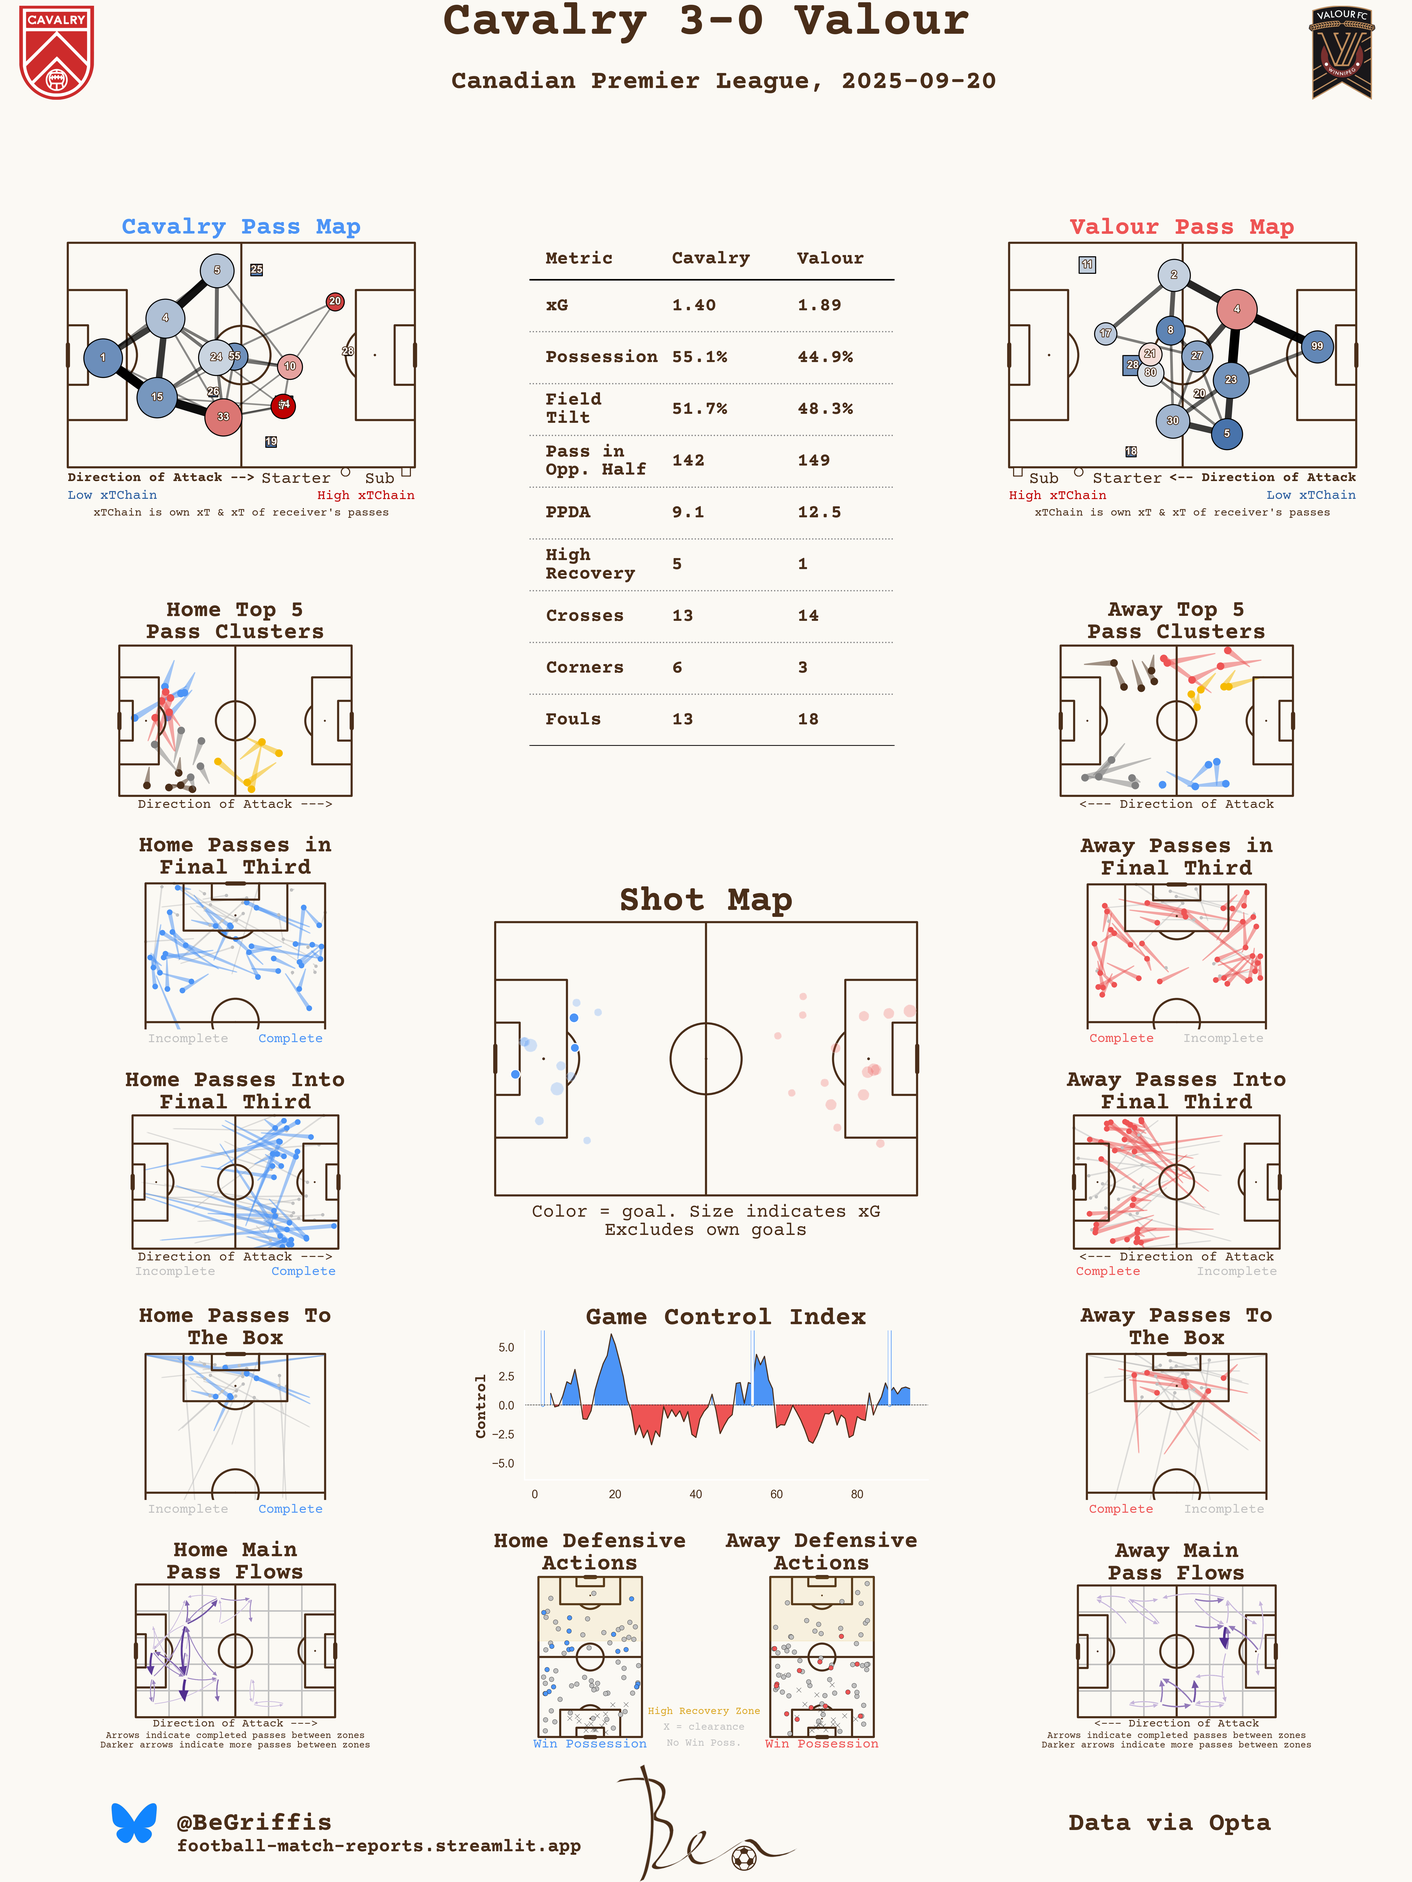 Cavalry 3-0 Valour
Canadian Premier League, 2025-09-20
CAVALRY
VALOUR FC
WINNIPEG
Cavalry Pass Map
5
25
20
4
28
1
24
55
10
26
15
33
7
14
19
Direction of Attack --> Starter Sub
Low xTChain High xTChain
xTChain is own xT & xT of receiver's passes
Metric Cavalry Valour
xG 1.40 1.89
Possession 55.1% 44.9%
Field
Tilt 51.7% 48.3%
Pass in
Opp. Half 142 149
PPDA 9.1 12.5
High
Recovery 5 1
Crosses 13 14
Corners 6 3
Fouls 13 18
Valour Pass Map
11
2
4
17
8
99
21
27
28
80
23
20
30
5
18
Sub Starter <-- Direction of Attack
High xTChain Low xTChain
xTChain is own xT & xT of receiver's passes
Home Top 5
Pass Clusters
Direction of Attack --->
Away Top 5
Pass Clusters
<--- Direction of Attack
Home Passes in
Final Third
Incomplete Complete
Shot Map
Color = goal. Size indicates xG
Excludes own goals
Away Passes in
Final Third
Complete Incomplete
Home Passes Into
Final Third
Direction of Attack --->
Incomplete Complete
Away Passes Into
Final Third
<--- Direction of Attack
Complete Incomplete
Home Passes To
The Box
Incomplete Complete
Game Control Index
Control
5.0
2.5
0.0
−2.5
−5.0
0 20 40 60 80
Away Passes To
The Box
Complete Incomplete
Home Main
Pass Flows
Direction of Attack --->
Arrows indicate completed passes between zones
Darker arrows indicate more passes between zones
Home Defensive
Actions
Win Possession
High Recovery Zone
X = clearance
No Win Poss.
Away Defensive
Actions
Win Possession
Away Main
Pass Flows
<--- Direction of Attack
Arrows indicate completed passes between zones
Darker arrows indicate more passes between zones
@BeGriffis
football-match-reports.streamlit.app
Ben
Data via Opta